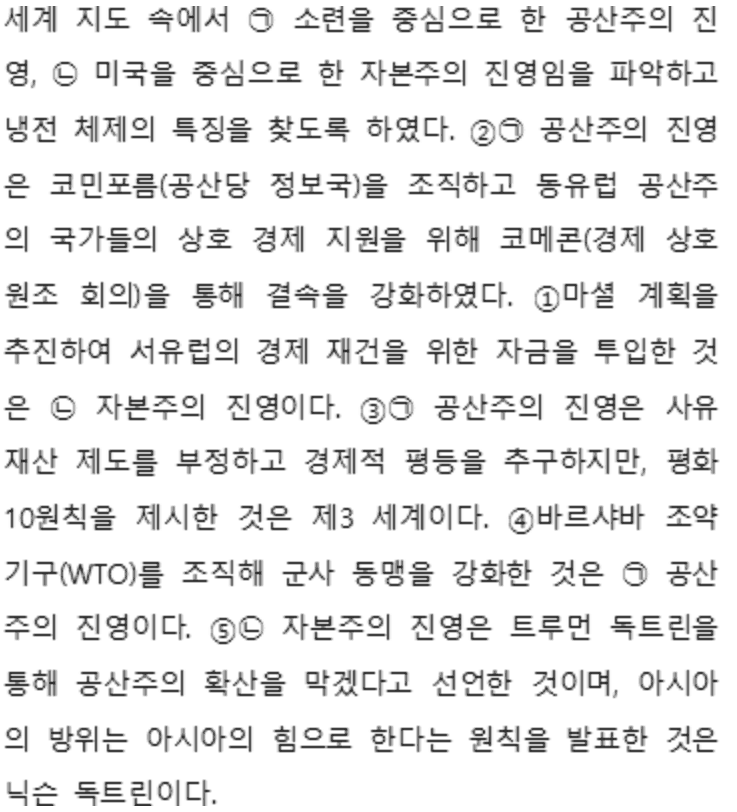 세계 지도 속에서 ㉠ 소련을 중심으로 한 공산주의 진
영, ㉡ 미국을 중심으로 한 자본주의 진영임을 파악하고
냉전 체제의 특징을 찾도록 하였다. ②㉠ 공산주의 진영
은 코민포름(공산당 정보국)을 조직하고 동유럽 공산주
의 국가들의 상호 경제 지원을 위해 코메콘(경제 상호
원조 회의)을 통해 결속을 강화하였다. ①마셜 계획을
추진하여 서유럽의 경제 재건을 위한 자금을 투입한 것
은 ㉡ 자본주의 진영이다. ③㉠ 공산주의 진영은 사유
재산 제도를 부정하고 경제적 평등을 추구하지만, 평화
10원칙을 제시한 것은 제3 세계이다. ④바르샤바 조약
기구(WTO)를 조직해 군사 동맹을 강화한 것은 ㉠ 공산
주의 진영이다. ⑤㉡ 자본주의 진영은 트루먼 독트린을
통해 공산주의 확산을 막겠다고 선언한 것이며, 아시아
의 방위는 아시아의 힘으로 한다는 원칙을 발표한 것은
닉슨 독트린이다.